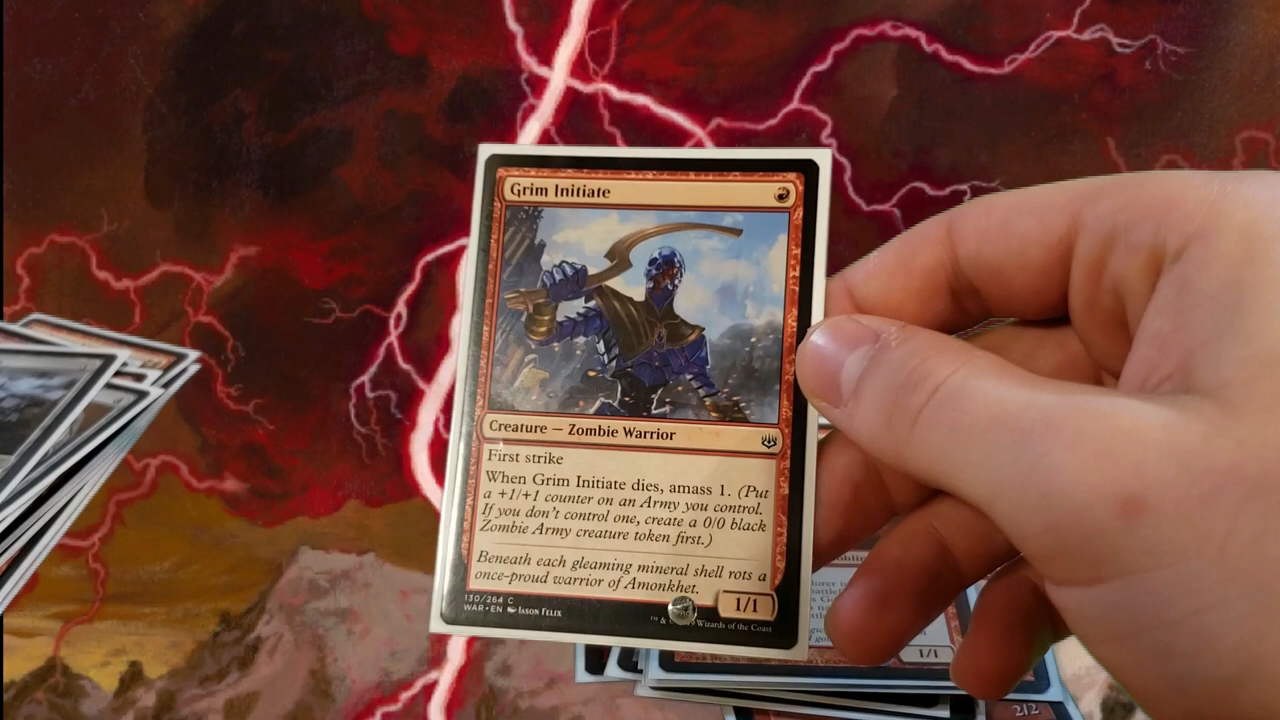 Grim Initiate
Creature — Zombie Warrior
First strike
When Grim Initiate dies, amass 1. (Put
a +1/+1 counter on an Army you control.
If you don't control one, create a 0/0 black
Zombie Army creature token first.)
Beneath each gleaming mineral shell rots a
once-proud warrior of Amonkhet.
1/1
130/264 C
WAR • EN Jason Felix
Wizards of the Coast
1/1
2/2